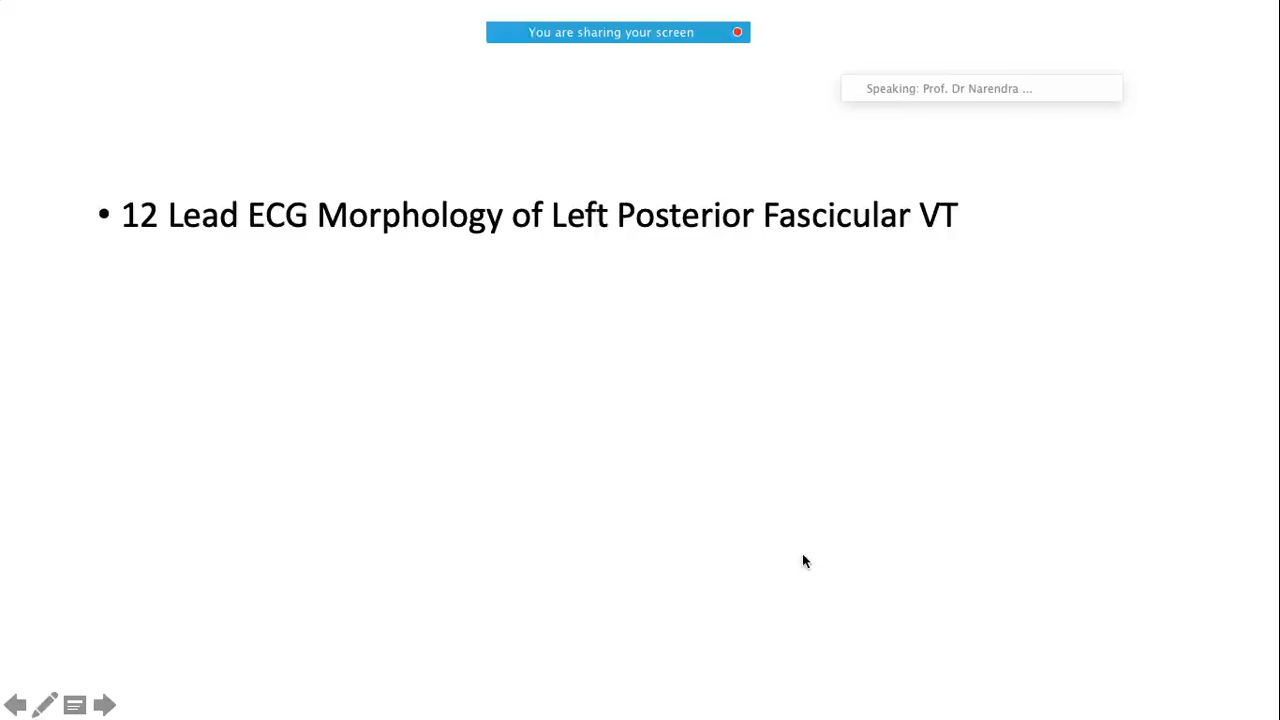 You are sharing your screen
Speaking: Prof. Dr Narendra ...
• 12 Lead ECG Morphology of Left Posterior Fascicular VT